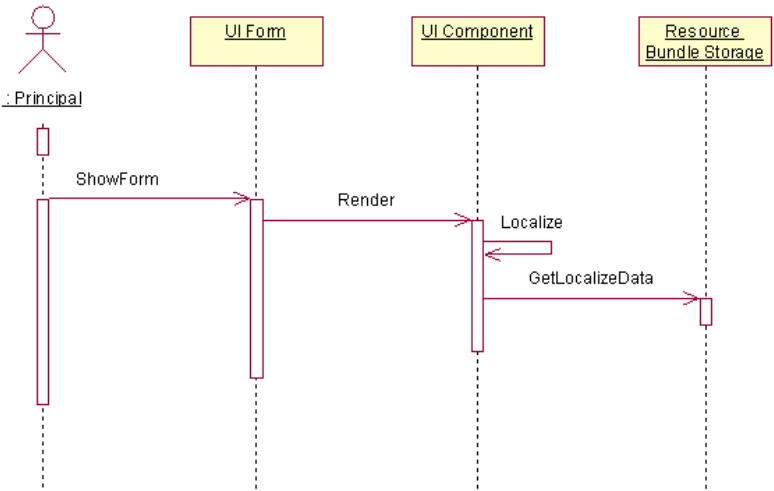 UI Form
UI Component
Resource
Bundle Storage
: Principal
ShowForm
Render
Localize
GetLocalizeData